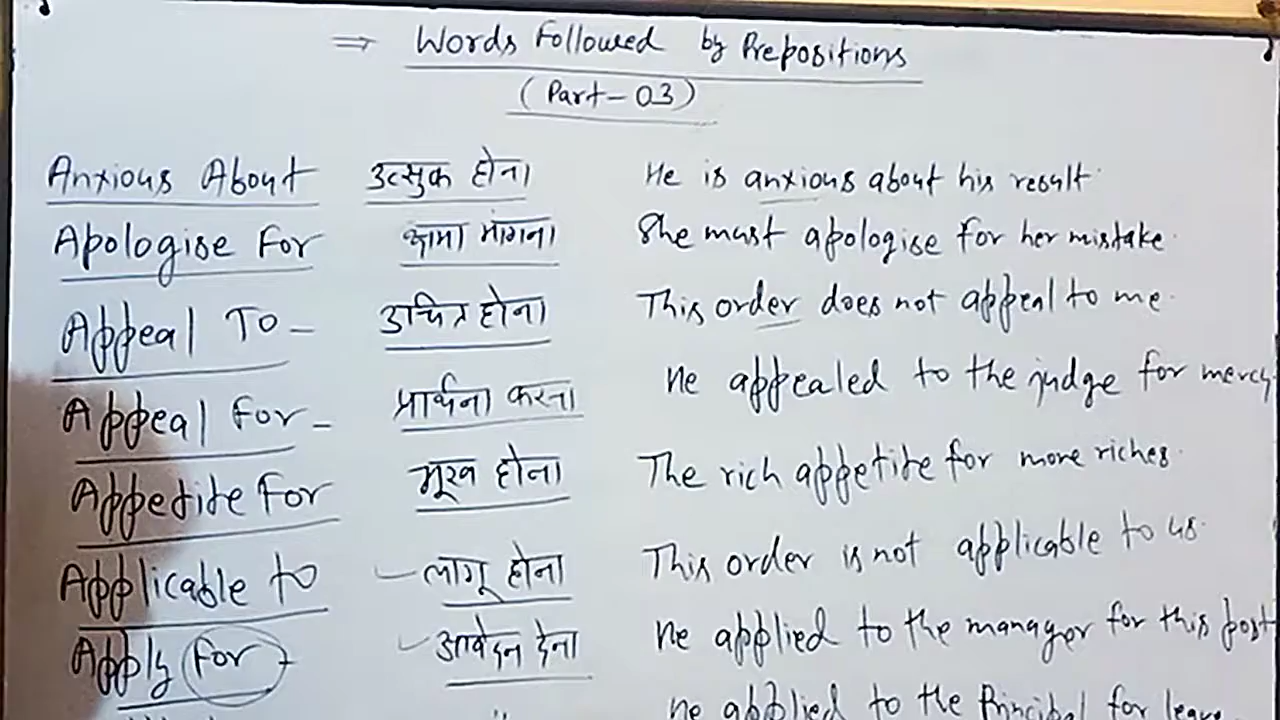 ⇒ Words Followed by Prepositions
(Part-03)
Anxious About उत्सुक होना He is anxious about his result.
Apologise For क्षमा मांगना She must apologise for her mistake.
Appeal To - उचित होना This order does not appeal to me.
Appeal For - प्रार्थना करना He appealed to the judge for mercy
Appetite For भूख होना The rich appetite for more riches.
Applicable to - लागू होना This order is not applicable to us.
Apply for - - आवेदन देना He applied to the manager for this post
He applied to the Principal for leave.